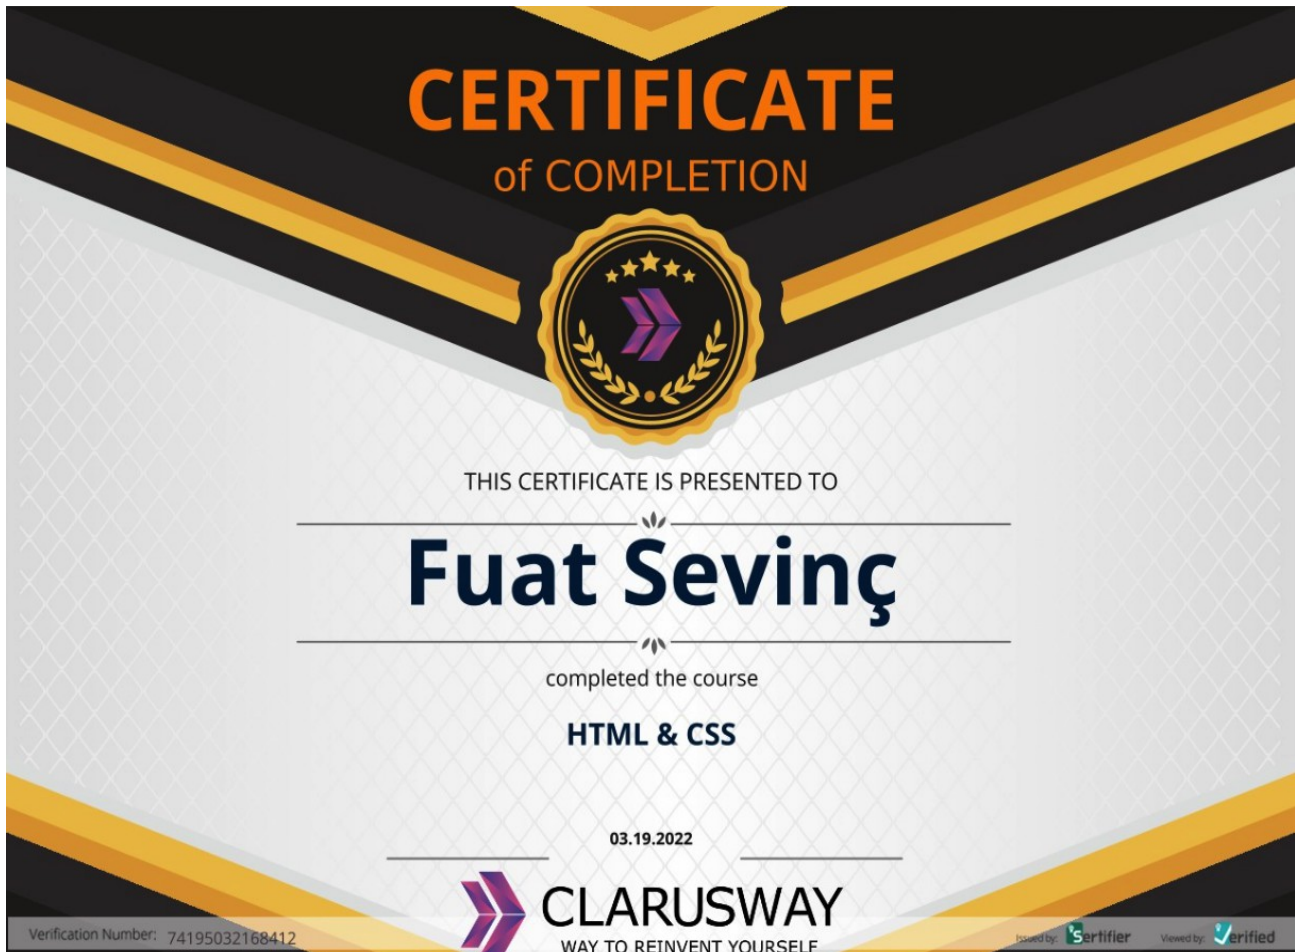 CERTIFICATE
of COMPLETION
THIS CERTIFICATE IS PRESENTED TO
Fuat Sevinç
completed the course
HTML & CSS
03.19.2022
CLARUSWAY
WAY TO REINVENT YOURSELF
Verification Number: 74195032168412
Issued by: Sertifier Viewed by: Verified